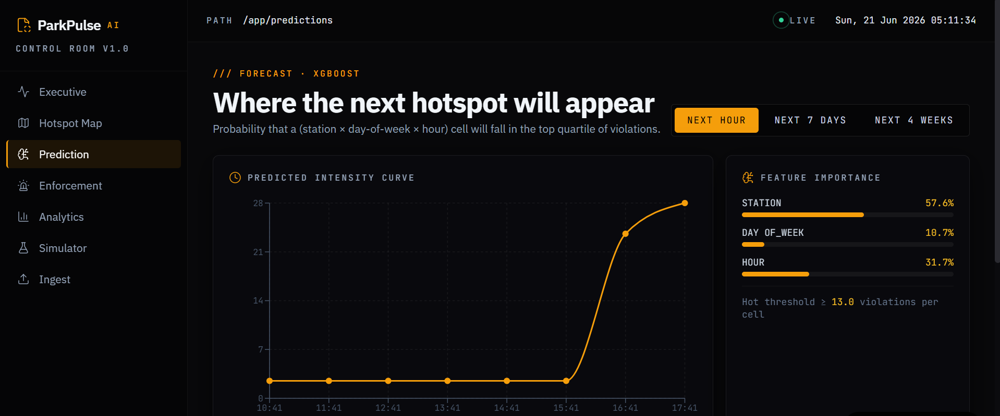 ParkPulse AI
CONTROL ROOM V1.0
Executive
Hotspot Map
Prediction
Enforcement
Analytics
Simulator
Ingest
PATH /app/predictions
LIVE Sun, 21 Jun 2026 05:11:34
/// FORECAST · XGBOOST
Where the next hotspot will appear
Probability that a (station × day-of-week × hour) cell will fall in the top quartile of violations.
NEXT HOUR NEXT 7 DAYS NEXT 4 WEEKS
PREDICTED INTENSITY CURVE
28
21
14
7
0
10:41 11:41 12:41 13:41 14:41 15:41 16:41 17:41
FEATURE IMPORTANCE
STATION 57.6%
DAY OF_WEEK 10.7%
HOUR 31.7%
Hot threshold ≥ 13.0 violations per
cell